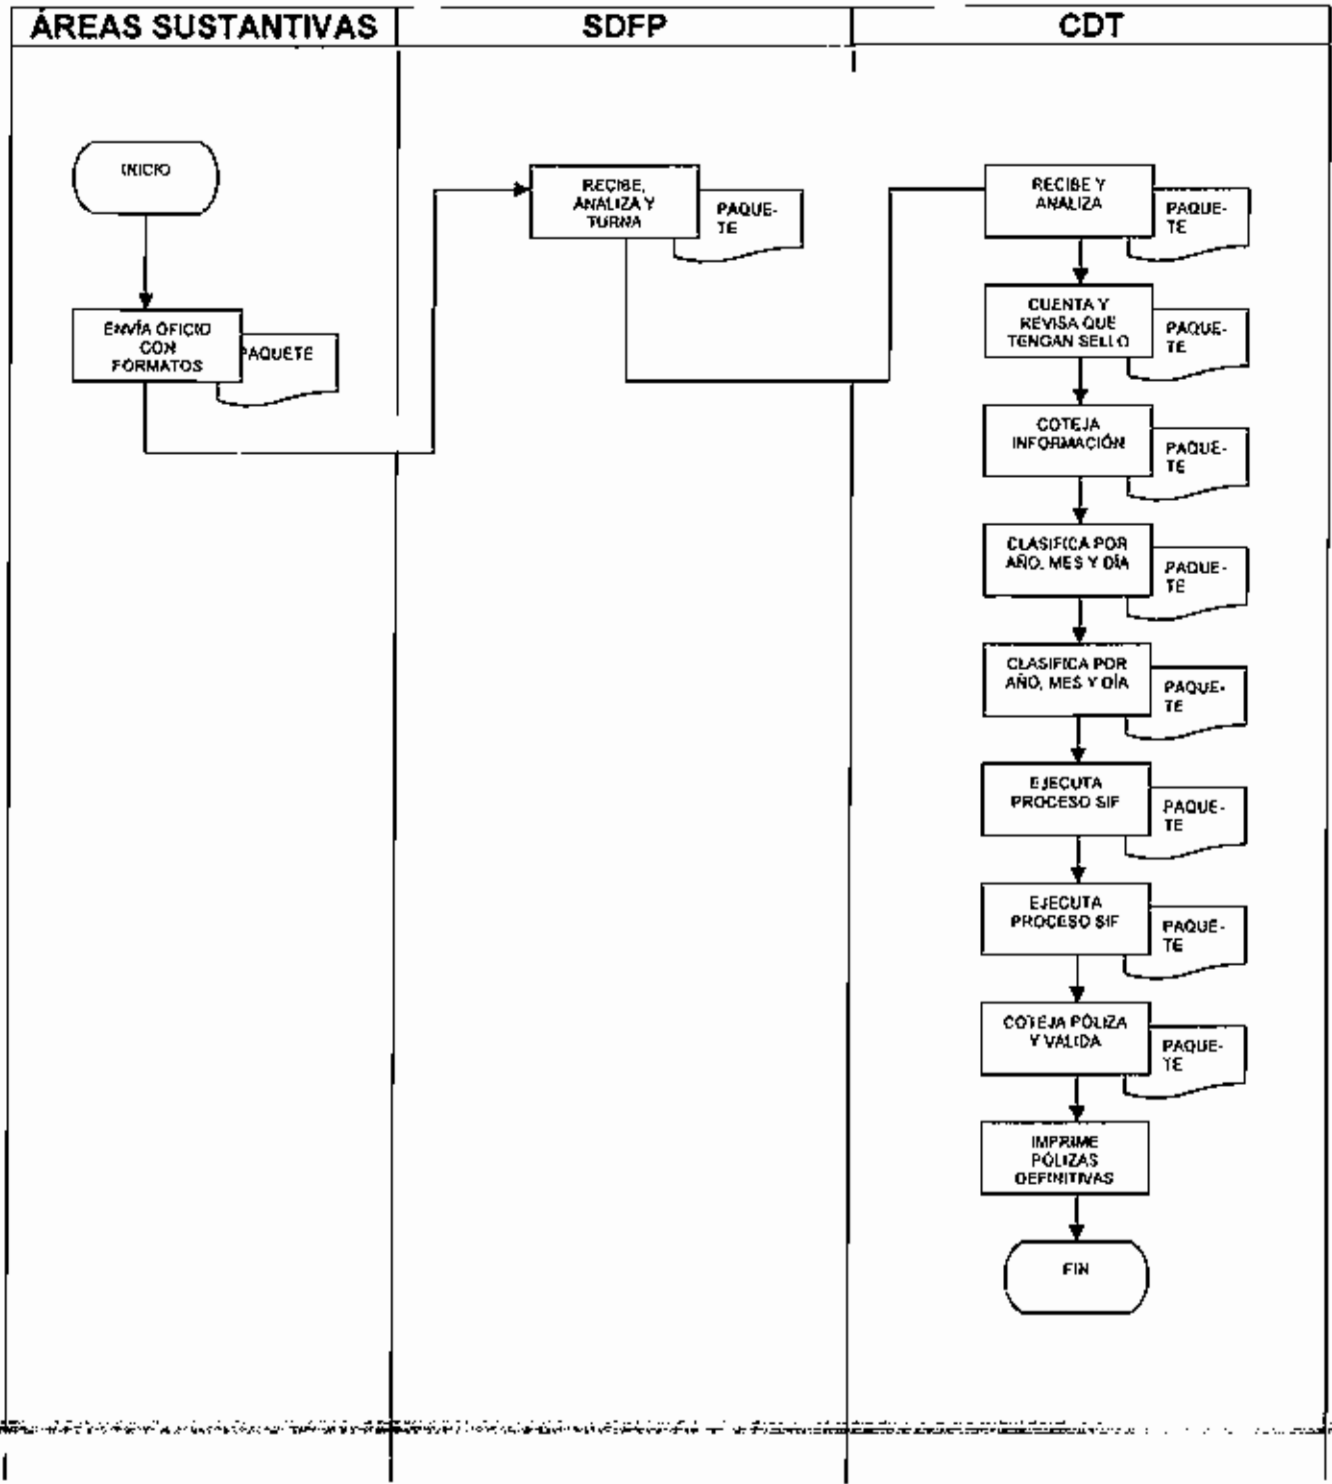 ÁREAS SUSTANTIVAS
SDFP
CDT
INICIO
ENVÍA OFICIO
CON
FORMATOS
PAQUETE
RECIBE,
ANALIZA Y
TURNA
PAQUE-
TE
RECIBE Y
ANALIZA
PAQUE-
TE
CUENTA Y
REVISA QUE
TENGAN SELLO
PAQUE-
TE
COTEJA
INFORMACIÓN
PAQUE-
TE
CLASIFICA POR
AÑO, MES Y DÍA
PAQUE-
TE
CLASIFICA POR
AÑO, MES Y DÍA
PAQUE-
TE
EJECUTA
PROCESO SIF
PAQUE-
TE
EJECUTA
PROCESO SIF
PAQUE-
TE
COTEJA PÓLIZA
Y VALIDA
PAQUE-
TE
IMPRIME
PÓLIZAS
DEFINITIVAS
FIN